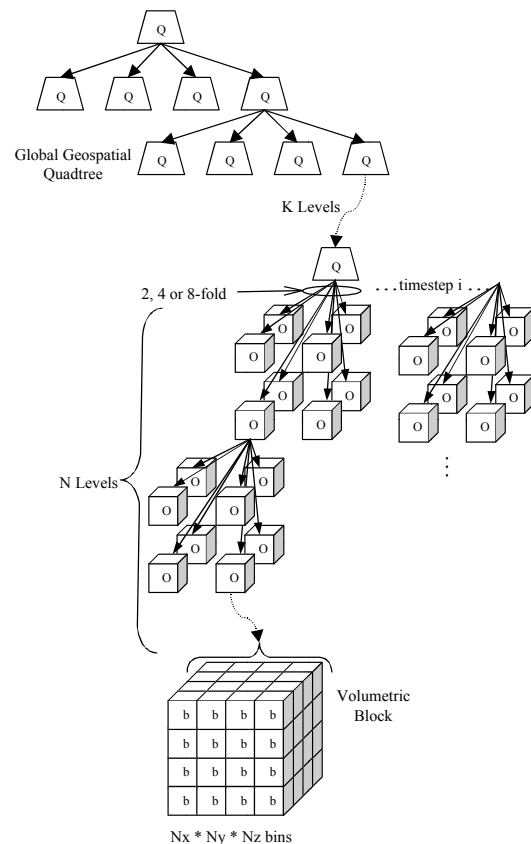 Q
Q Q Q Q
Global Geospatial
Quadtree
Q Q Q Q
K Levels
Q
2, 4 or 8-fold
. . . timestep i . . .
O O O O
O O O O
O O O O
O O O O
N Levels
O O
O O
O O
O O
Volumetric
Block
b b b b
b b b b
b b b b
b b b b
Nx * Ny * Nz bins